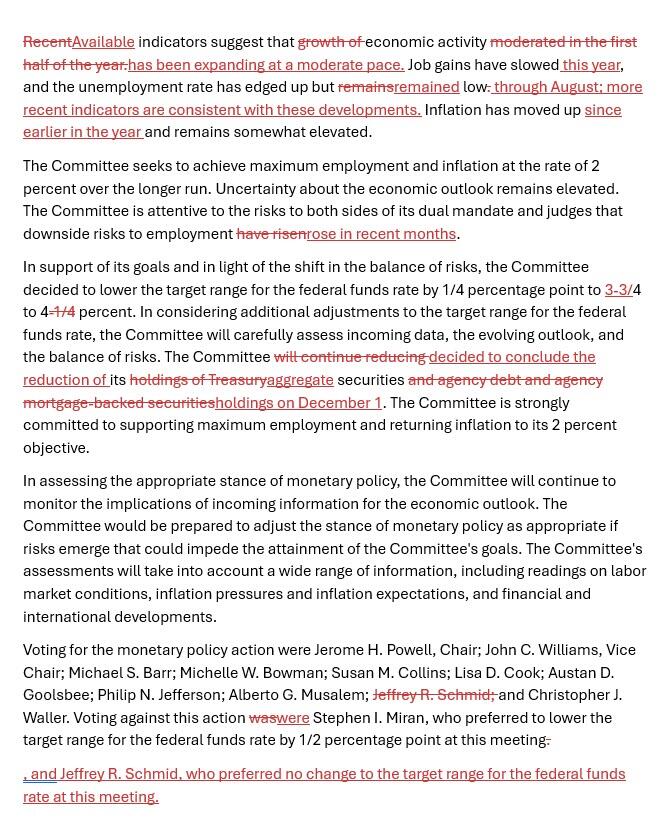 RecentAvailable indicators suggest that growth of economic activity moderated in the first
half of the year.has been expanding at a moderate pace. Job gains have slowed this year,
and the unemployment rate has edged up but remainsremained low. through August; more
recent indicators are consistent with these developments. Inflation has moved up since
earlier in the year and remains somewhat elevated.
The Committee seeks to achieve maximum employment and inflation at the rate of 2
percent over the longer run. Uncertainty about the economic outlook remains elevated.
The Committee is attentive to the risks to both sides of its dual mandate and judges that
downside risks to employment have risenrose in recent months.
In support of its goals and in light of the shift in the balance of risks, the Committee
decided to lower the target range for the federal funds rate by 1/4 percentage point to 3-3/4
to 4-1/4 percent. In considering additional adjustments to the target range for the federal
funds rate, the Committee will carefully assess incoming data, the evolving outlook, and
the balance of risks. The Committee will continue reducing decided to conclude the
reduction of its holdings of Treasuryaggregate securities and agency debt and agency
mortgage-backed securitiesholdings on December 1. The Committee is strongly
committed to supporting maximum employment and returning inflation to its 2 percent
objective.
In assessing the appropriate stance of monetary policy, the Committee will continue to
monitor the implications of incoming information for the economic outlook. The
Committee would be prepared to adjust the stance of monetary policy as appropriate if
risks emerge that could impede the attainment of the Committee's goals. The Committee's
assessments will take into account a wide range of information, including readings on labor
market conditions, inflation pressures and inflation expectations, and financial and
international developments.
Voting for the monetary policy action were Jerome H. Powell, Chair; John C. Williams, Vice
Chair; Michael S. Barr; Michelle W. Bowman; Susan M. Collins; Lisa D. Cook; Austan D.
Goolsbee; Philip N. Jefferson; Alberto G. Musalem; Jeffrey R. Schmid; and Christopher J.
Waller. Voting against this action waswere Stephen I. Miran, who preferred to lower the
target range for the federal funds rate by 1/2 percentage point at this meeting.
, and Jeffrey R. Schmid, who preferred no change to the target range for the federal funds
rate at this meeting.